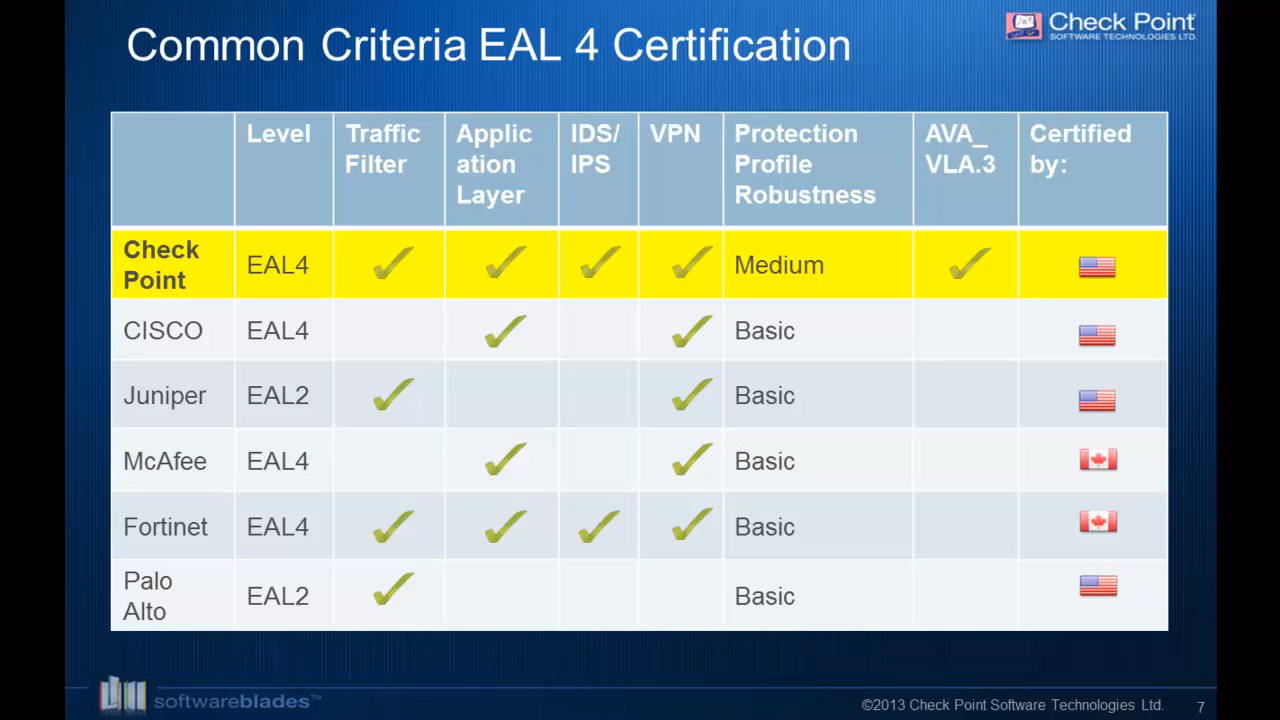 Common Criteria EAL 4 Certification
Check Point
SOFTWARE TECHNOLOGIES LTD.
Level
Traffic
Filter
Applic
ation
Layer
IDS/
IPS
VPN
Protection
Profile
Robustness
AVA_
VLA.3
Certified
by:
Check
Point
EAL4
Medium
CISCO
EAL4
Basic
Juniper
EAL2
Basic
McAfee
EAL4
Basic
Fortinet
EAL4
Basic
Palo
Alto
EAL2
Basic
softwareblades™
©2013 Check Point Software Technologies Ltd.
7